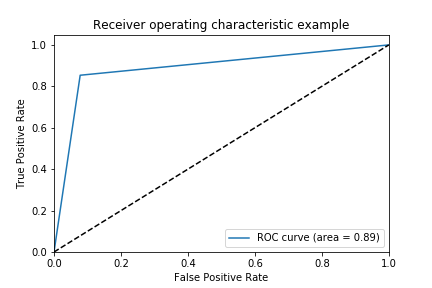 Receiver operating characteristic example
True Positive Rate
1.0
0.8
0.6
0.4
0.2
0.0
ROC curve (area = 0.89)
0.0 0.2 0.4 0.6 0.8 1.0
False Positive Rate